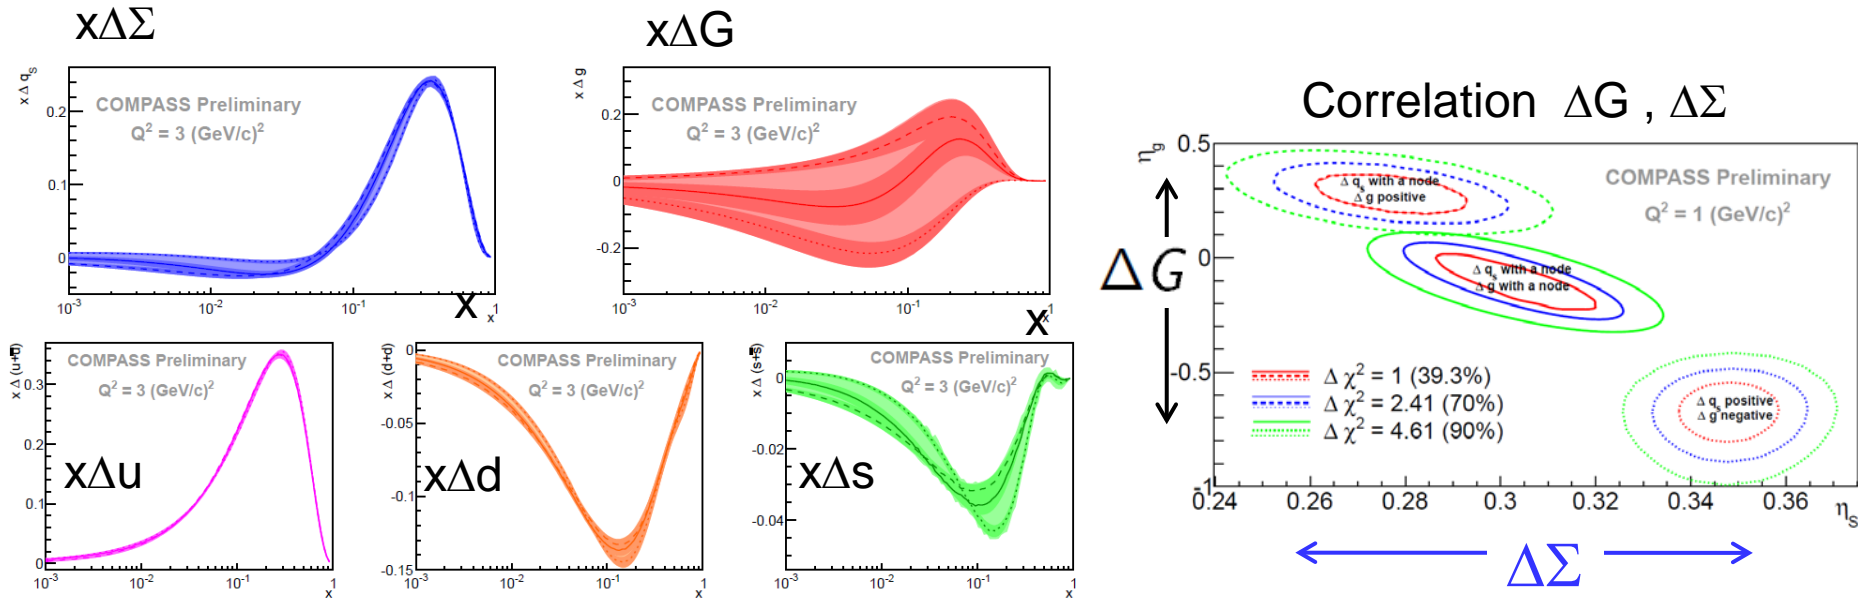 xΔΣ
x Δ q_S
COMPASS Preliminary
Q² = 3 (GeV/c)²
0.2
0.1
0
10⁻³
10⁻²
10⁻¹
1
x
x
xΔG
x Δ g
COMPASS Preliminary
Q² = 3 (GeV/c)²
0.2
0
-0.2
10⁻³
10⁻²
10⁻¹
1
x
x
x Δ (u+u̅)
COMPASS Preliminary
Q² = 3 (GeV/c)²
0.3
0.2
0.1
0
xΔu
10⁻³
10⁻²
10⁻¹
1
x
x Δ (d+d)
COMPASS Preliminary
Q² = 3 (GeV/c)²
0
-0.05
-0.1
-0.15
xΔd
10⁻³
10⁻²
10⁻¹
1
x
x Δ (s+s̅)
COMPASS Preliminary
Q² = 3 (GeV/c)²
0
-0.02
-0.04
xΔs
10⁻³
10⁻²
10⁻¹
1
x
Correlation ΔG , ΔΣ
η_g
0.5
0
-0.5
-1
ΔG
COMPASS Preliminary
Q² = 1 (GeV/c)²
Δ q_s with a node
Δ g positive
Δ q_s with a node
Δ g with a node
Δ q_s positive
Δ g negative
Δ χ² = 1 (39.3%)
Δ χ² = 2.41 (70%)
Δ χ² = 4.61 (90%)
0.24
0.26
0.28
0.3
0.32
0.34
0.36
η_S
ΔΣ